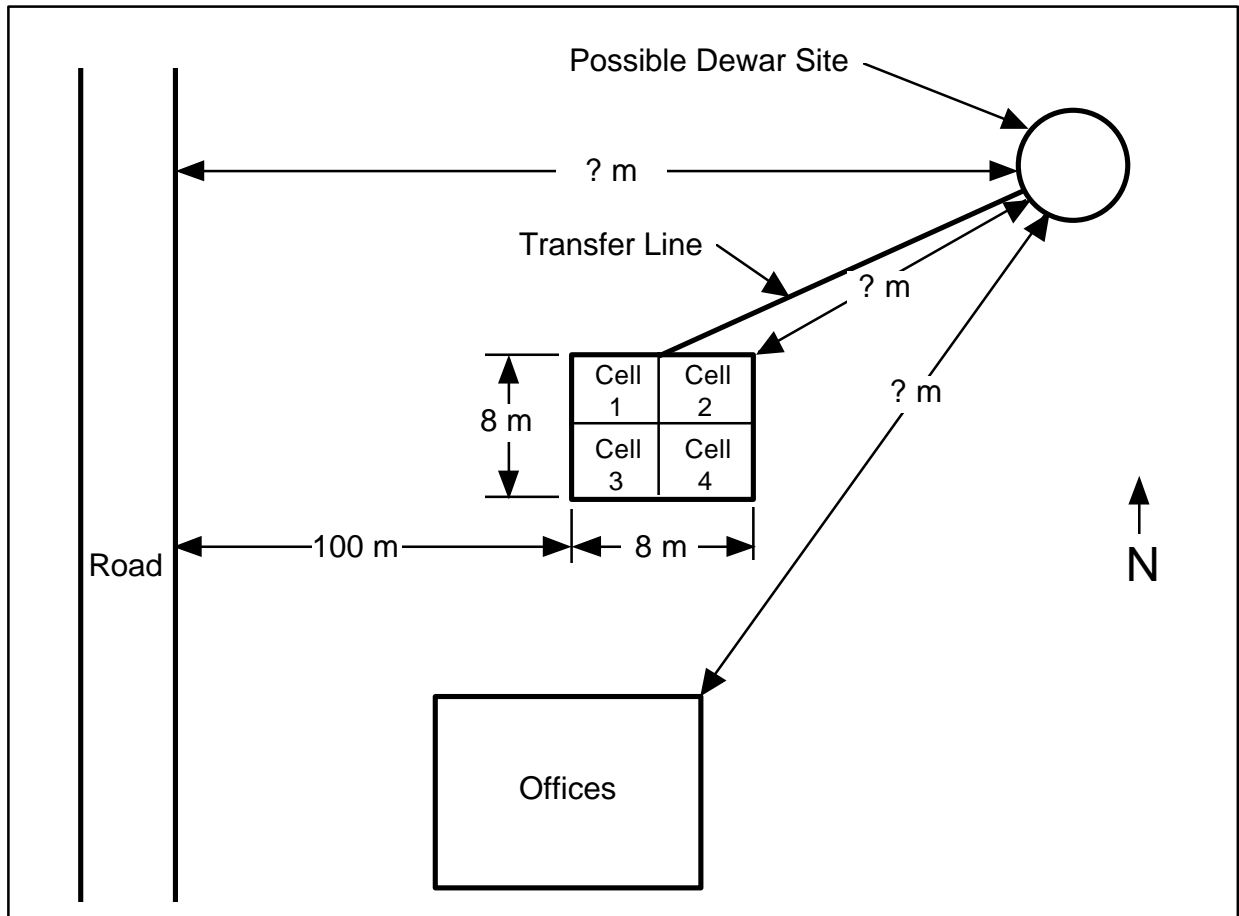 Possible Dewar Site
? m
Transfer Line
? m
? m
Cell
1
Cell
2
8 m
Cell
3
Cell
4
100 m
8 m
Road
N
Offices